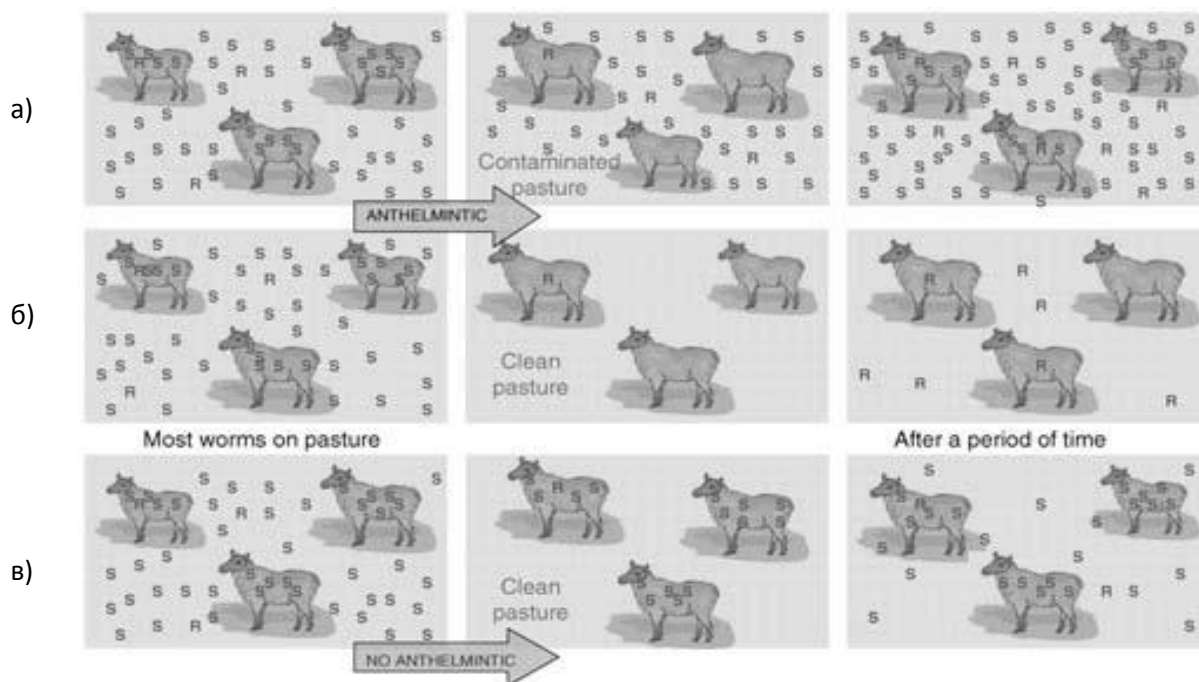 а)
Contaminated
pasture
ANTHELMINTIC
б)
Clean
pasture
Most worms on pasture
After a period of time
в)
Clean
pasture
NO ANTHELMINTIC